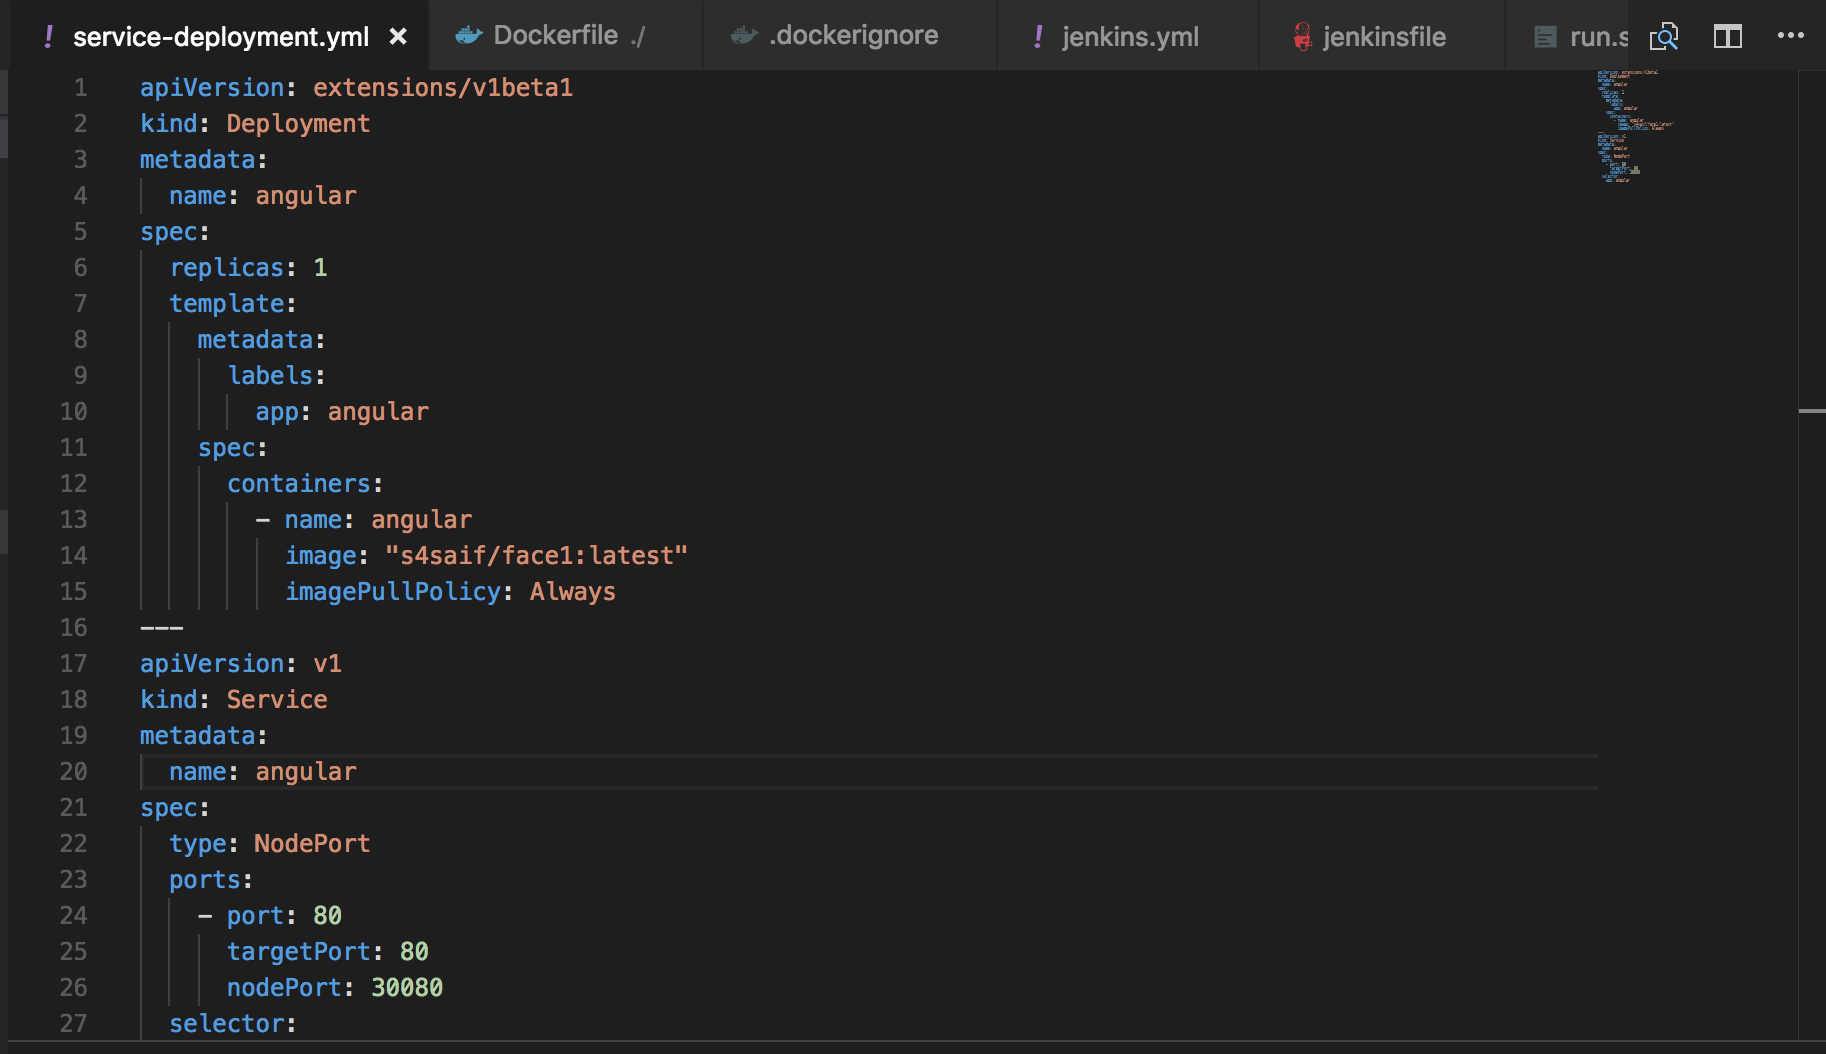 service-deployment.yml Dockerfile ./ .dockerignore jenkins.yml jenkinsfile run.s
1 apiVersion: extensions/v1beta1
2 kind: Deployment
3 metadata:
4   name: angular
5 spec:
6   replicas: 1
7   template:
8     metadata:
9       labels:
10         app: angular
11     spec:
12       containers:
13         - name: angular
14           image: "s4saif/face1:latest"
15           imagePullPolicy: Always
16 ---
17 apiVersion: v1
18 kind: Service
19 metadata:
20   name: angular
21 spec:
22   type: NodePort
23   ports:
24     - port: 80
25       targetPort: 80
26       nodePort: 30080
27   selector: